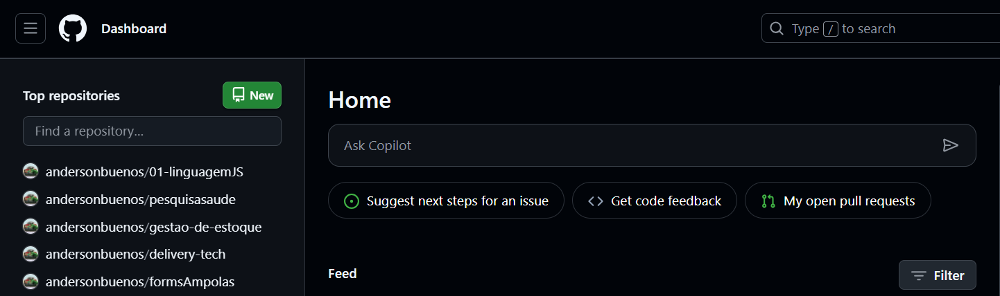 Dashboard
Type / to search
Top repositories
New
Find a repository...
andersonbuenos/01-linguagemJS
andersonbuenos/pesquisasaude
andersonbuenos/gestao-de-estoque
andersonbuenos/delivery-tech
andersonbuenos/formsAmpolas
Home
Ask Copilot
Suggest next steps for an issue
Get code feedback
My open pull requests
Feed
Filter